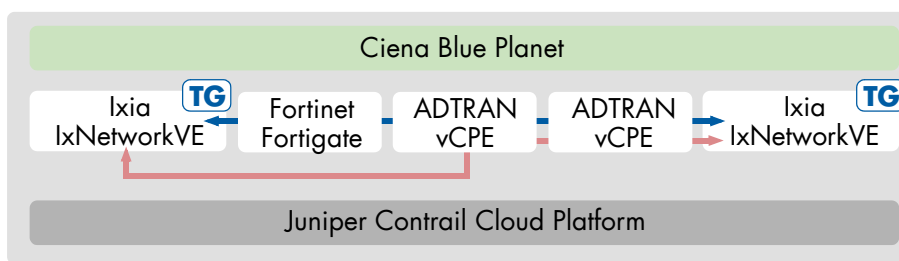 Ciena Blue Planet
TG
Ixia
IxNetworkVE
Fortinet
Fortigate
ADTRAN
vCPE
ADTRAN
vCPE
TG
Ixia
IxNetworkVE
Juniper Contrail Cloud Platform